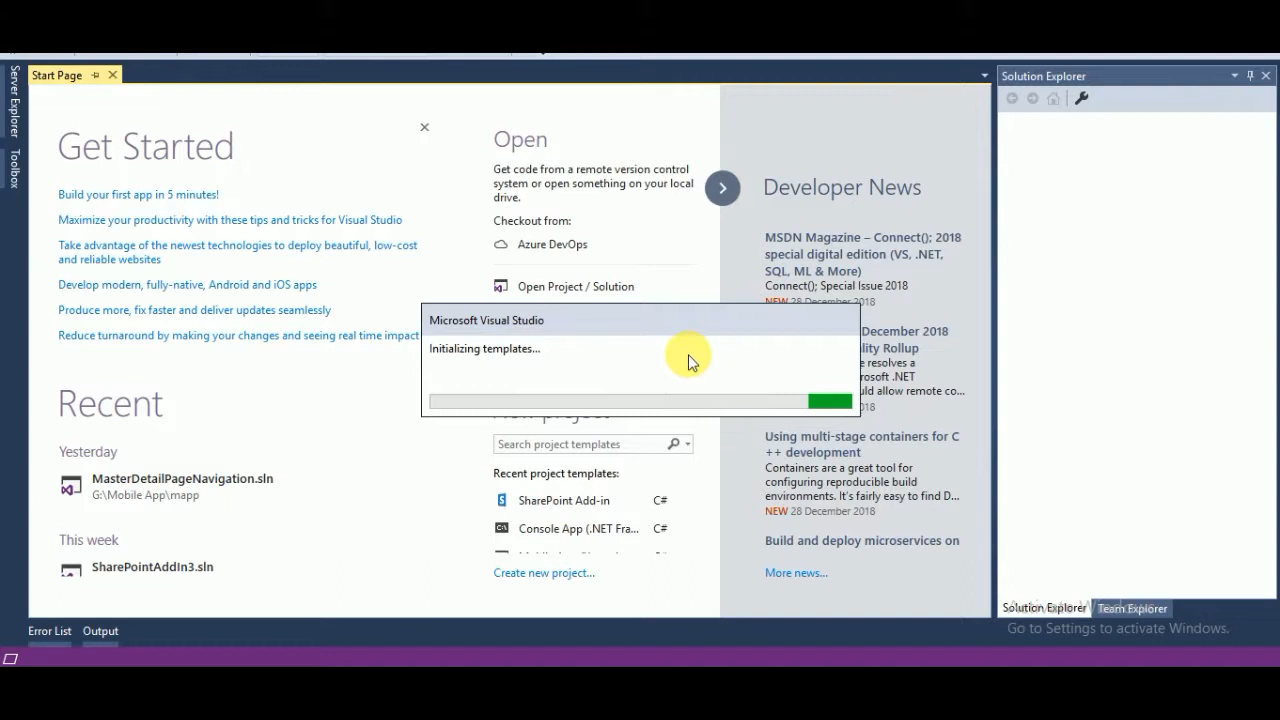 Start Page
Server Explorer
Toolbox
Get Started
Build your first app in 5 minutes!
Maximize your productivity with these tips and tricks for Visual Studio
Take advantage of the newest technologies to deploy beautiful, low-cost
and reliable websites
Develop modern, fully-native, Android and iOS apps
Produce more, fix faster and deliver updates seamlessly
Reduce turnaround by making your changes and seeing real time impact
Recent
Yesterday
MasterDetailPageNavigation.sln
G:\Mobile App\mapp
This week
SharePointAddIn3.sln
Open
Get code from a remote version control
system or open something on your local
drive.
Checkout from:
Azure DevOps
Open Project / Solution
Microsoft Visual Studio
Initializing templates...
Search project templates
Recent project templates:
SharePoint Add-in C#
Console App (.NET Fra... C#
Create new project...
Developer News
MSDN Magazine – Connect(); 2018
special digital edition (VS, .NET,
SQL, ML & More)
Connect(); Special Issue 2018
NEW 28 December 2018
December 2018
ality Rollup
e resolves a
rosoft .NET
uld allow remote co...
2018
Using multi-stage containers for C
++ development
Containers are a great tool for
configuring reproducible build
environments. It's fairly easy to find D...
NEW 28 December 2018
Build and deploy microservices on
More news...
Solution Explorer
Solution Explorer Team Explorer
Activate Windows
Go to Settings to activate Windows.
Error List Output